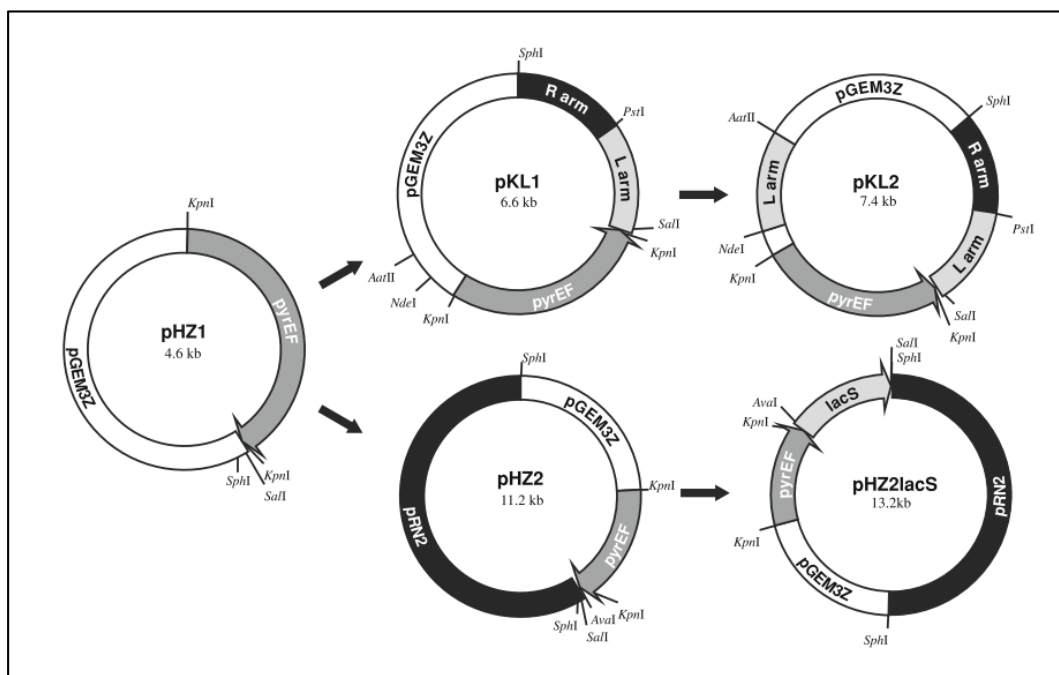 KpnI
pyrEF
pHZ1
4.6 kb
pGEM3Z
SphI
KpnI
SalI
SphI
R arm
PstI
pGEM3Z
pKL1
6.6 kb
L arm
SalI
KpnI
AatII
NdeI
KpnI
pyrEF
pGEM3Z
SphI
AatII
R arm
L arm
pKL2
7.4 kb
PstI
NdeI
L arm
KpnI
pyrEF
SalI
KpnI
SphI
pGEM3Z
pHZ2
11.2 kb
KpnI
pRN2
pyrEF
KpnI
AvaI
SphI
SalI
SalI
SphI
lacS
AvaI
KpnI
pyrEF
pHZ2lacS
13.2kb
pRN2
KpnI
pGEM3Z
SphI